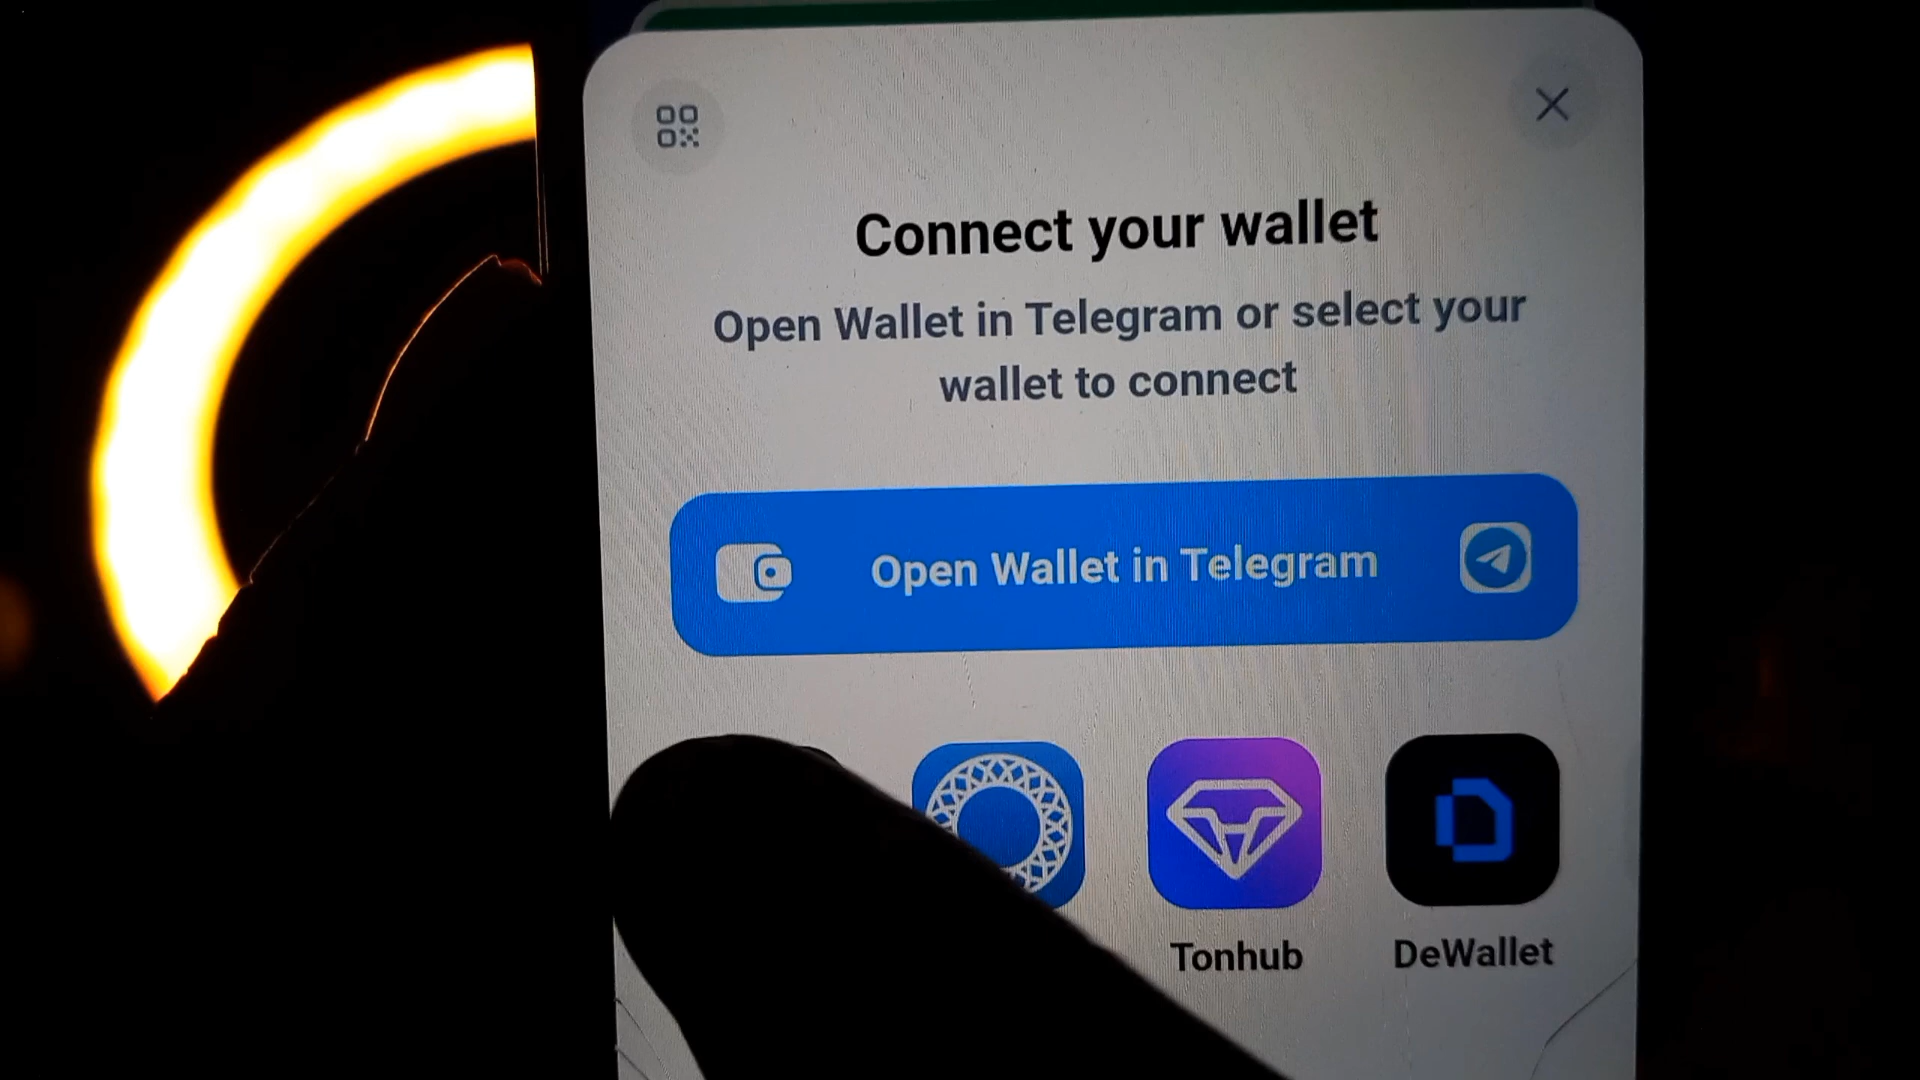 Connect your wallet
Open Wallet in Telegram or select your
wallet to connect
Open Wallet in Telegram
Tonhub
DeWallet